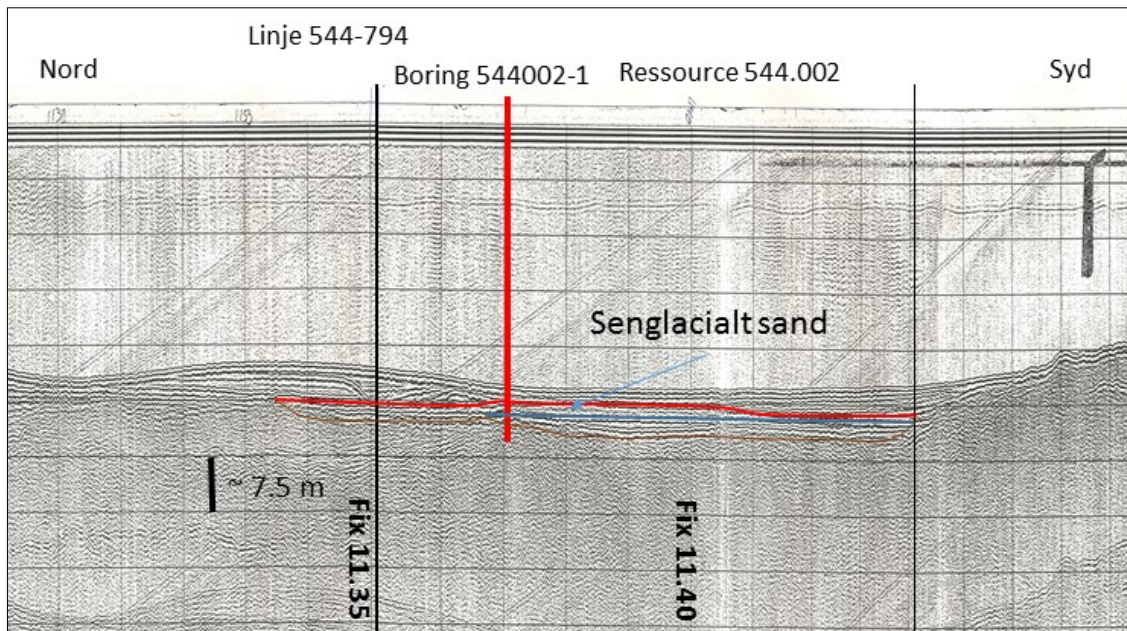 Linje 544-794
Nord
Boring 544002-1
Ressource 544.002
Syd
1130
Senglacialt sand
~ 7.5 m
Fix 11.35
Fix 11.40